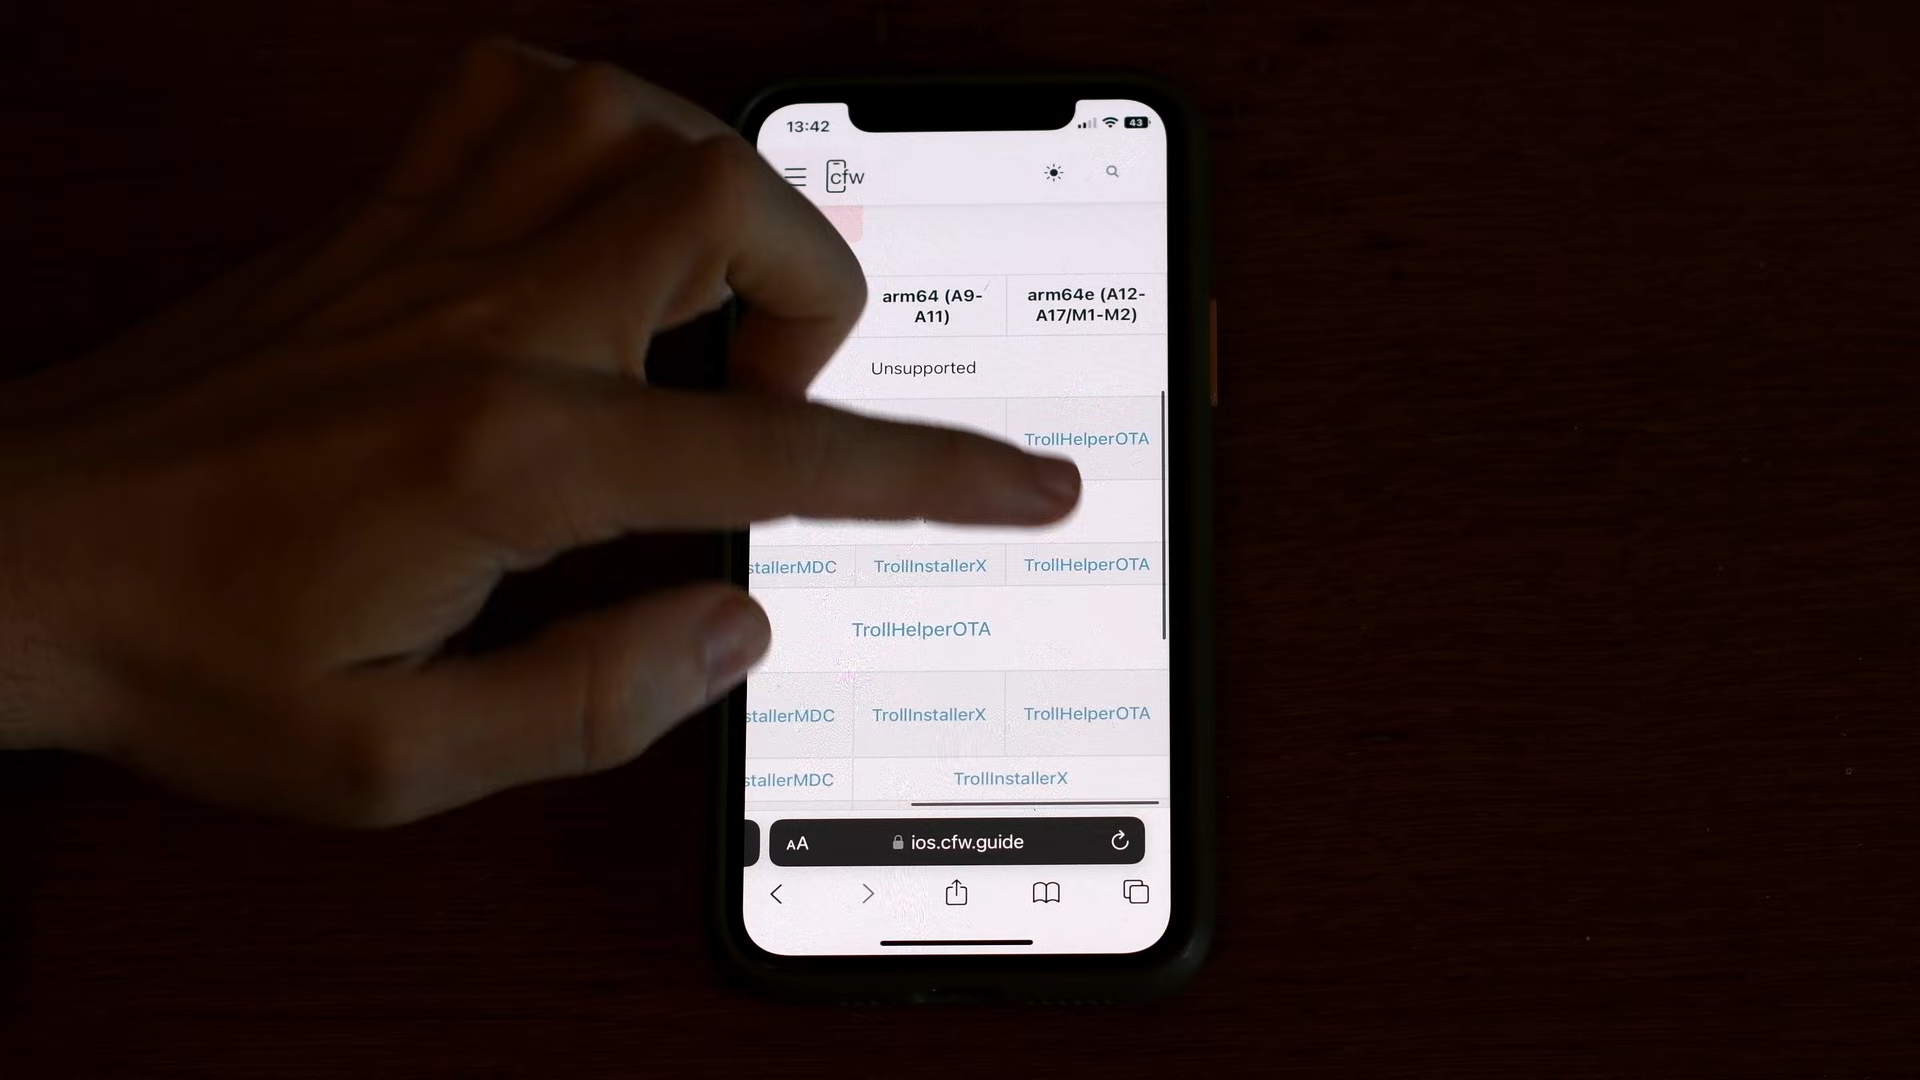 13:42
43
cfw
arm64 (A9-
A11)
arm64e (A12-
A17/M1-M2)
Unsupported
TrollHelperOTA
stallerMDC
TrollInstallerX
TrollHelperOTA
TrollHelperOTA
stallerMDC
TrollInstallerX
TrollHelperOTA
stallerMDC
TrollInstallerX
AA
ios.cfw.guide